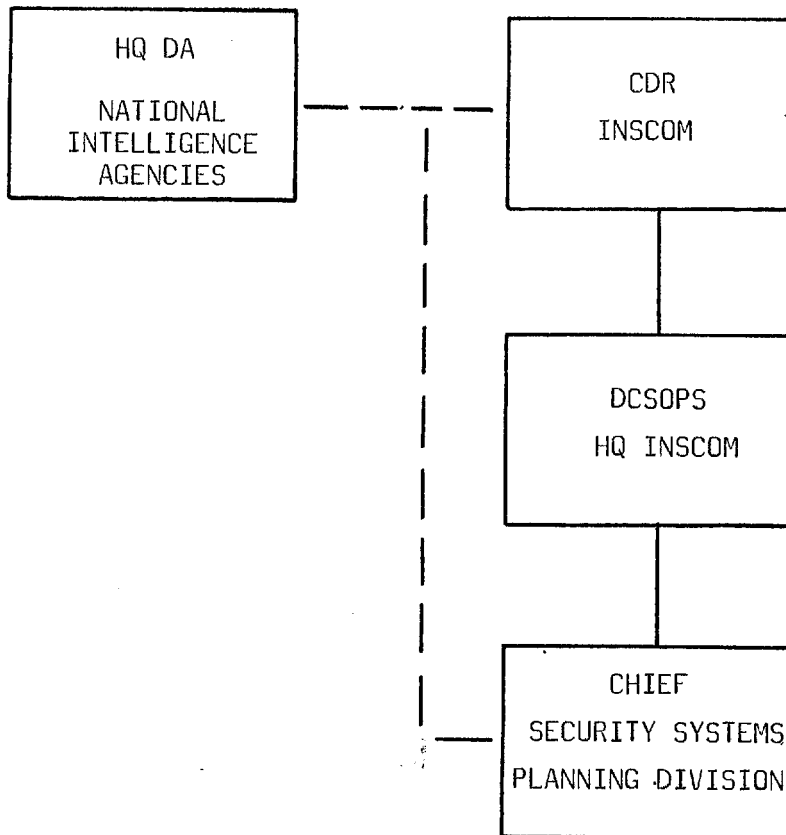 HQ DA
NATIONAL
INTELLIGENCE
AGENCIES
CDR
INSCOM
DCSOPS
HQ INSCOM
CHIEF
SECURITY SYSTEMS
PLANNING DIVISION